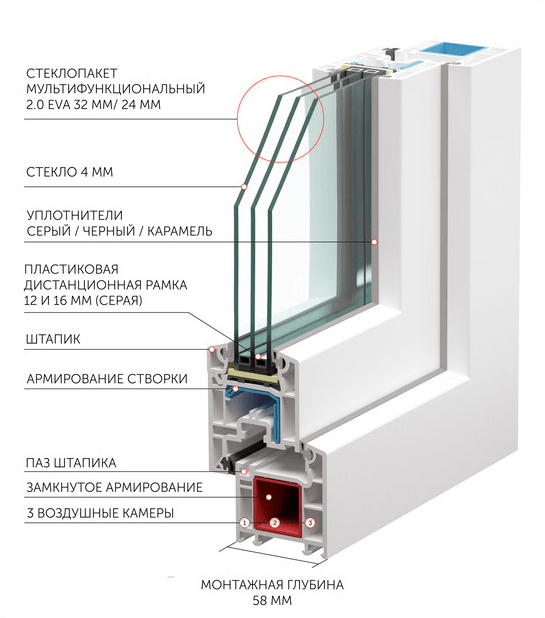 СТЕКЛОПАКЕТ
МУЛЬТИФУНКЦИОНАЛЬНЫЙ
2.0 EVA 32 ММ/ 24 ММ
СТЕКЛО 4 ММ
УПЛОТНИТЕЛИ
СЕРЫЙ / ЧЕРНЫЙ / КАРАМЕЛЬ
ПЛАСТИКОВАЯ
ДИСТАНЦИОННАЯ РАМКА
12 И 16 ММ (СЕРАЯ)
ШТАПИК
АРМИРОВАНИЕ СТВОРКИ
ПАЗ ШТАПИКА
ЗАМКНУТОЕ АРМИРОВАНИЕ
3 ВОЗДУШНЫЕ КАМЕРЫ
1 2 3
МОНТАЖНАЯ ГЛУБИНА
58 ММ